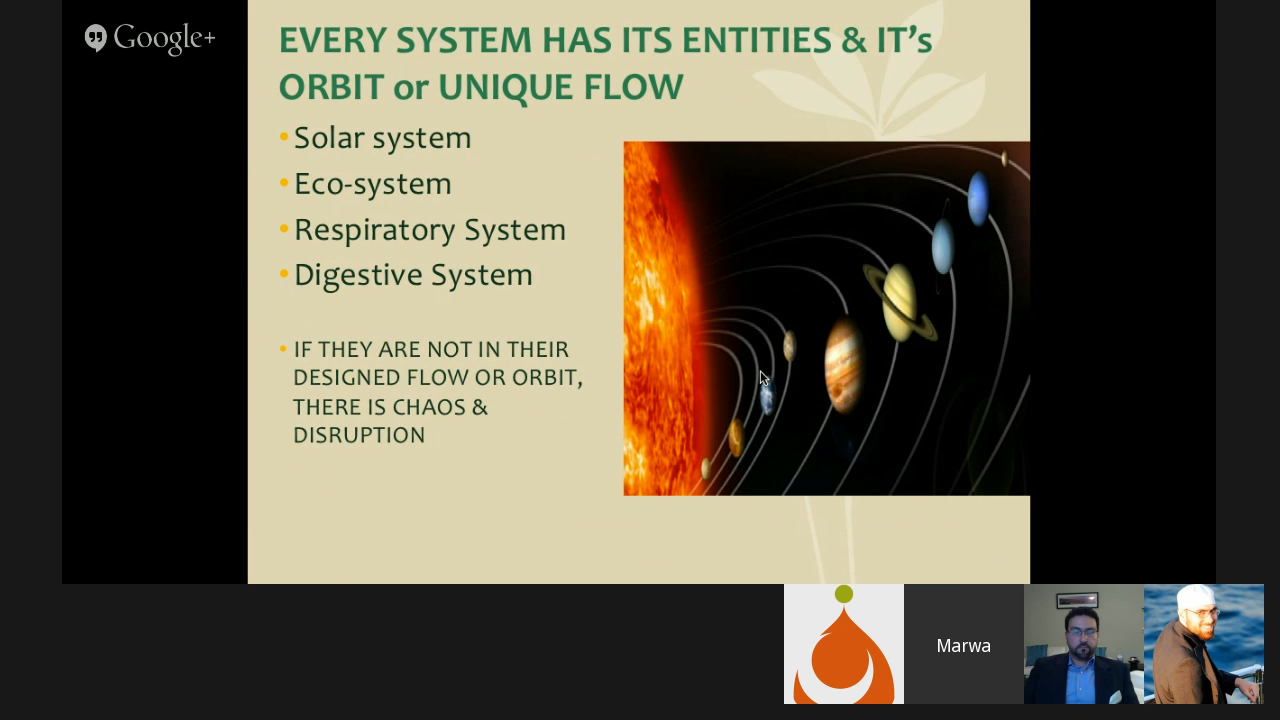 Google+
EVERY SYSTEM HAS ITS ENTITIES & IT's
ORBIT or UNIQUE FLOW
• Solar system
• Eco-system
• Respiratory System
• Digestive System
• IF THEY ARE NOT IN THEIR
DESIGNED FLOW OR ORBIT,
THERE IS CHAOS &
DISRUPTION
Marwa